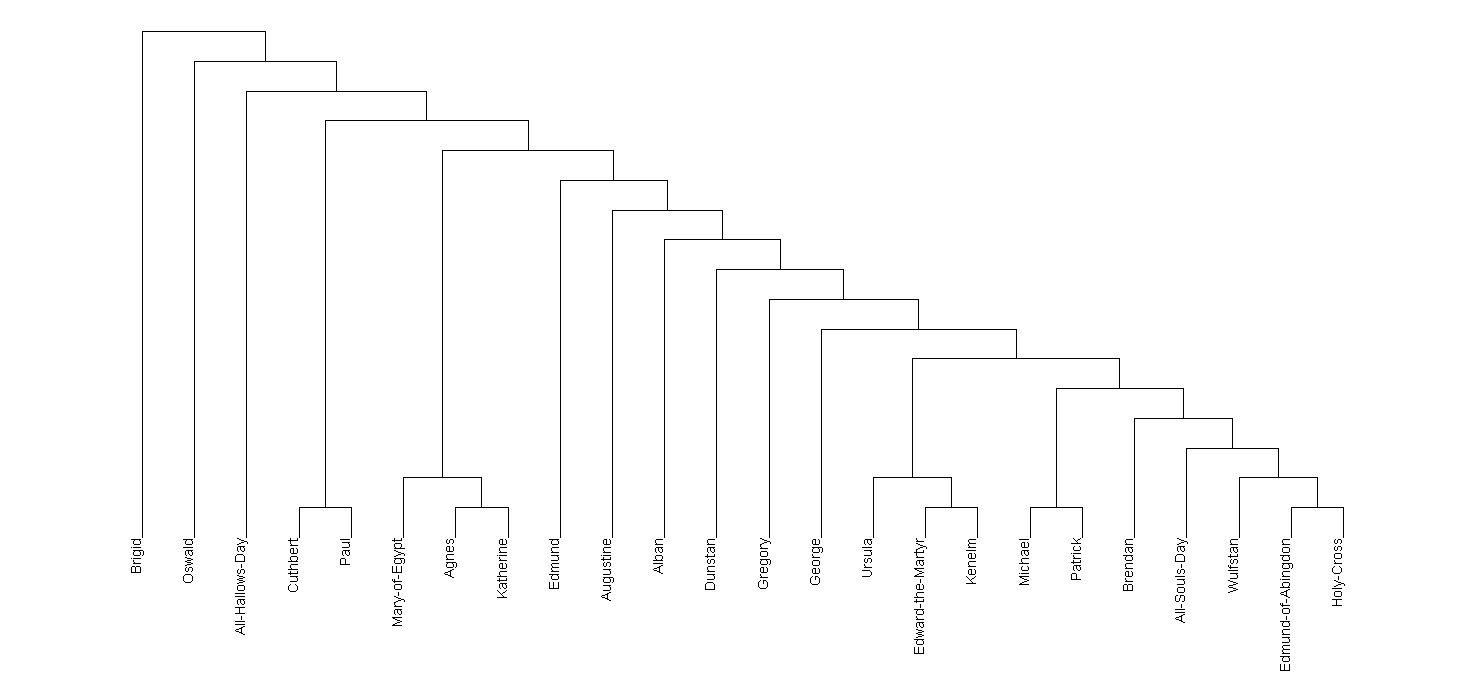 Brigid
Oswald
All-Hallows-Day
Cuthbert
Paul
Mary-of-Egypt
Agnes
Katherine
Edmund
Augustine
Alban
Dunstan
Gregory
George
Ursula
Edward-the-Martyr
Kenelm
Michael
Patrick
Brendan
All-Souls-Day
Wulfstan
Edmund-of-Abingdon
Holy-Cross